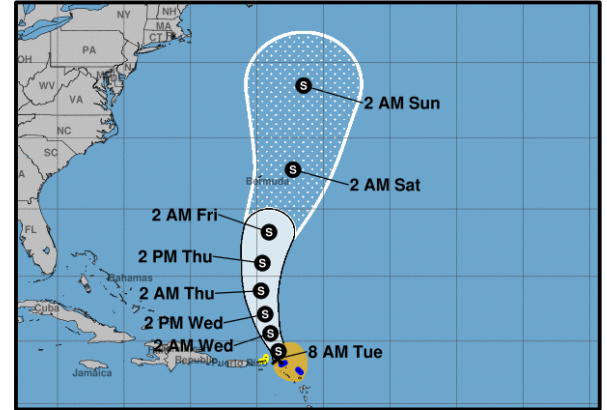 NY
NH
MA
CT
PA
OH
WV
VA
NC
SC
FL
Bermuda
Bahamas
Cuba
Jamaica
Republic
Puerto Rico
S
2 AM Sun
S
2 AM Sat
2 AM Fri
S
2 PM Thu
S
2 AM Thu
S
2 PM Wed
S
2 AM Wed
S
S
8 AM Tue